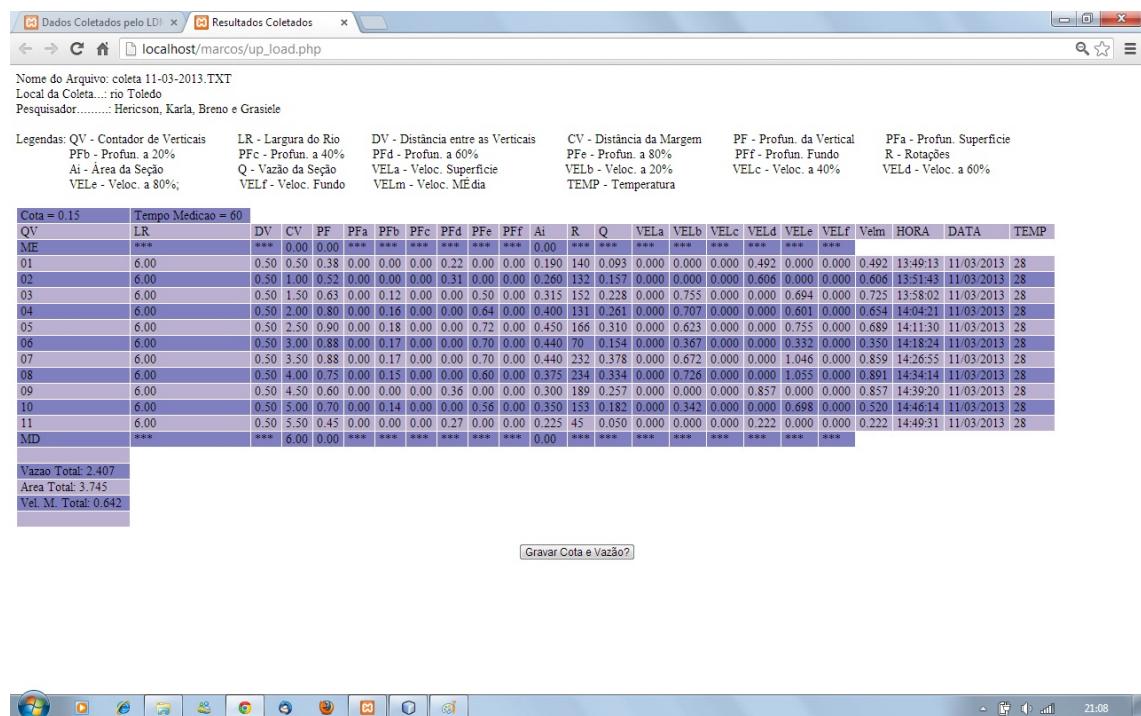 Dados Coletados pelo LDM
Resultados Coletados
localhost/marcos/up_load.php
Nome do Arquivo: coleta 11-03-2013.TXT
Local da Coleta...: rio Toledo
Pesquisador.........: Hericson, Karla, Breno e Grasiele
Legendas: QV - Contador de Verticais LR - Largura do Rio DV - Distância entre as Verticais CV - Distância da Margem PF - Profun. da Vertical PFa - Profun. Superfície
PFb - Profun. a 20% PFc - Profun. a 40% PFd - Profun. a 60% PFe - Profun. a 80% PFf - Profun. Fundo R - Rotações
Ai - Área da Seção Q - Vazão da Seção VELa - Veloc. Superfície VELb - Veloc. a 20% VELc - Veloc. a 40% VELd - Veloc. a 60%
VELe - Veloc. a 80%; VELf - Veloc. Fundo VELm - Veloc. MÉdia TEMP - Temperatura
Cota = 0.15 Tempo Medicao = 60
QV LR DV CV PF PFa PFb PFc PFd PFe PFf Ai R Q VELa VELb VELc VELd VELe VELf Velm HORA DATA TEMP
ME *** *** 0.00 0.00 *** *** *** *** *** *** 0.00 *** *** *** *** *** *** *** ***
01 6.00 0.50 0.50 0.38 0.00 0.00 0.00 0.22 0.00 0.00 0.190 140 0.093 0.000 0.000 0.000 0.492 0.000 0.000 0.492 13:49:13 11/03/2013 28
02 6.00 0.50 1.00 0.52 0.00 0.00 0.00 0.31 0.00 0.00 0.260 132 0.157 0.000 0.000 0.000 0.606 0.000 0.000 0.606 13:51:43 11/03/2013 28
03 6.00 0.50 1.50 0.63 0.00 0.12 0.00 0.00 0.50 0.00 0.315 152 0.228 0.000 0.755 0.000 0.000 0.694 0.000 0.725 13:58:02 11/03/2013 28
04 6.00 0.50 2.00 0.80 0.00 0.16 0.00 0.00 0.64 0.00 0.400 131 0.261 0.000 0.707 0.000 0.000 0.601 0.000 0.654 14:04:21 11/03/2013 28
05 6.00 0.50 2.50 0.90 0.00 0.18 0.00 0.00 0.72 0.00 0.450 166 0.310 0.000 0.623 0.000 0.000 0.755 0.000 0.689 14:11:30 11/03/2013 28
06 6.00 0.50 3.00 0.88 0.00 0.17 0.00 0.00 0.70 0.00 0.440 70 0.154 0.000 0.367 0.000 0.000 0.332 0.000 0.350 14:18:24 11/03/2013 28
07 6.00 0.50 3.50 0.88 0.00 0.17 0.00 0.00 0.70 0.00 0.440 232 0.378 0.000 0.672 0.000 0.000 1.046 0.000 0.859 14:26:55 11/03/2013 28
08 6.00 0.50 4.00 0.75 0.00 0.15 0.00 0.00 0.60 0.00 0.375 234 0.334 0.000 0.726 0.000 0.000 1.055 0.000 0.891 14:34:14 11/03/2013 28
09 6.00 0.50 4.50 0.60 0.00 0.00 0.00 0.36 0.00 0.00 0.300 189 0.257 0.000 0.000 0.000 0.857 0.000 0.000 0.857 14:39:20 11/03/2013 28
10 6.00 0.50 5.00 0.70 0.00 0.14 0.00 0.00 0.56 0.00 0.350 153 0.182 0.000 0.342 0.000 0.000 0.698 0.000 0.520 14:46:14 11/03/2013 28
11 6.00 0.50 5.50 0.45 0.00 0.00 0.00 0.27 0.00 0.00 0.225 45 0.050 0.000 0.000 0.000 0.222 0.000 0.000 0.222 14:49:31 11/03/2013 28
MD *** *** 6.00 0.00 *** *** *** *** *** *** 0.00 *** *** *** *** *** *** *** ***
Vazao Total: 2.407
Area Total: 3.745
Vel. M. Total: 0.642
Gravar Cota e Vazão?
21:08